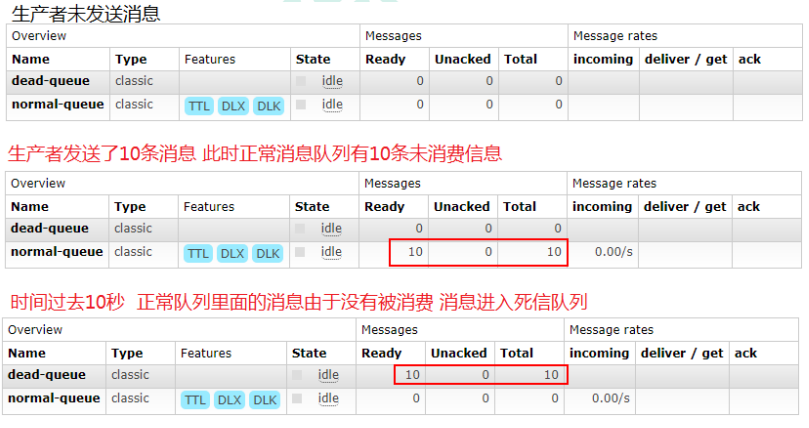 生产者未发送消息
Overview Messages Message rates
Name Type Features State Ready Unacked Total incoming deliver / get ack
dead-queue classic idle 0 0 0
normal-queue classic TTL DLX DLK idle 0 0 0
生产者发送了10条消息 此时正常消息队列有10条未消费信息
Overview Messages Message rates
Name Type Features State Ready Unacked Total incoming deliver / get ack
dead-queue classic idle 0 0 0
normal-queue classic TTL DLX DLK idle 10 0 10 0.00/s
时间过去10秒 正常队列里面的消息由于没有被消费 消息进入死信队列
Overview Messages Message rates
Name Type Features State Ready Unacked Total incoming deliver / get ack
dead-queue classic idle 10 0 10
normal-queue classic TTL DLX DLK idle 0 0 0 0.00/s